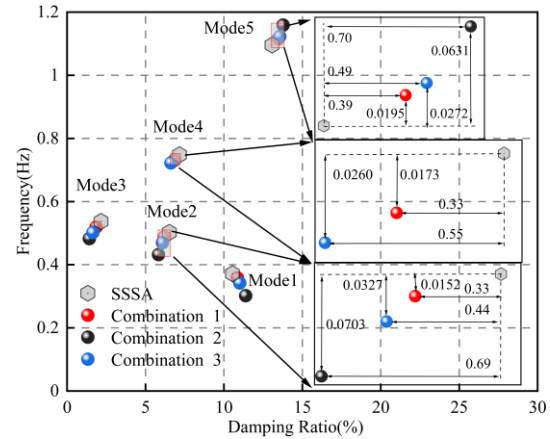 1.2
1
0.8
0.6
0.4
0.2
0
Frequency(Hz)
0 5 10 15 20 25 30
Damping Ratio(%)
Mode5
Mode4
Mode3
Mode2
Mode1
SSSA
Combination 1
Combination 2
Combination 3
0.70
0.0631
0.49
0.39
0.0195
0.0272
0.0260
0.0173
0.33
0.55
0.0327
0.0152
0.33
0.44
0.0703
0.69